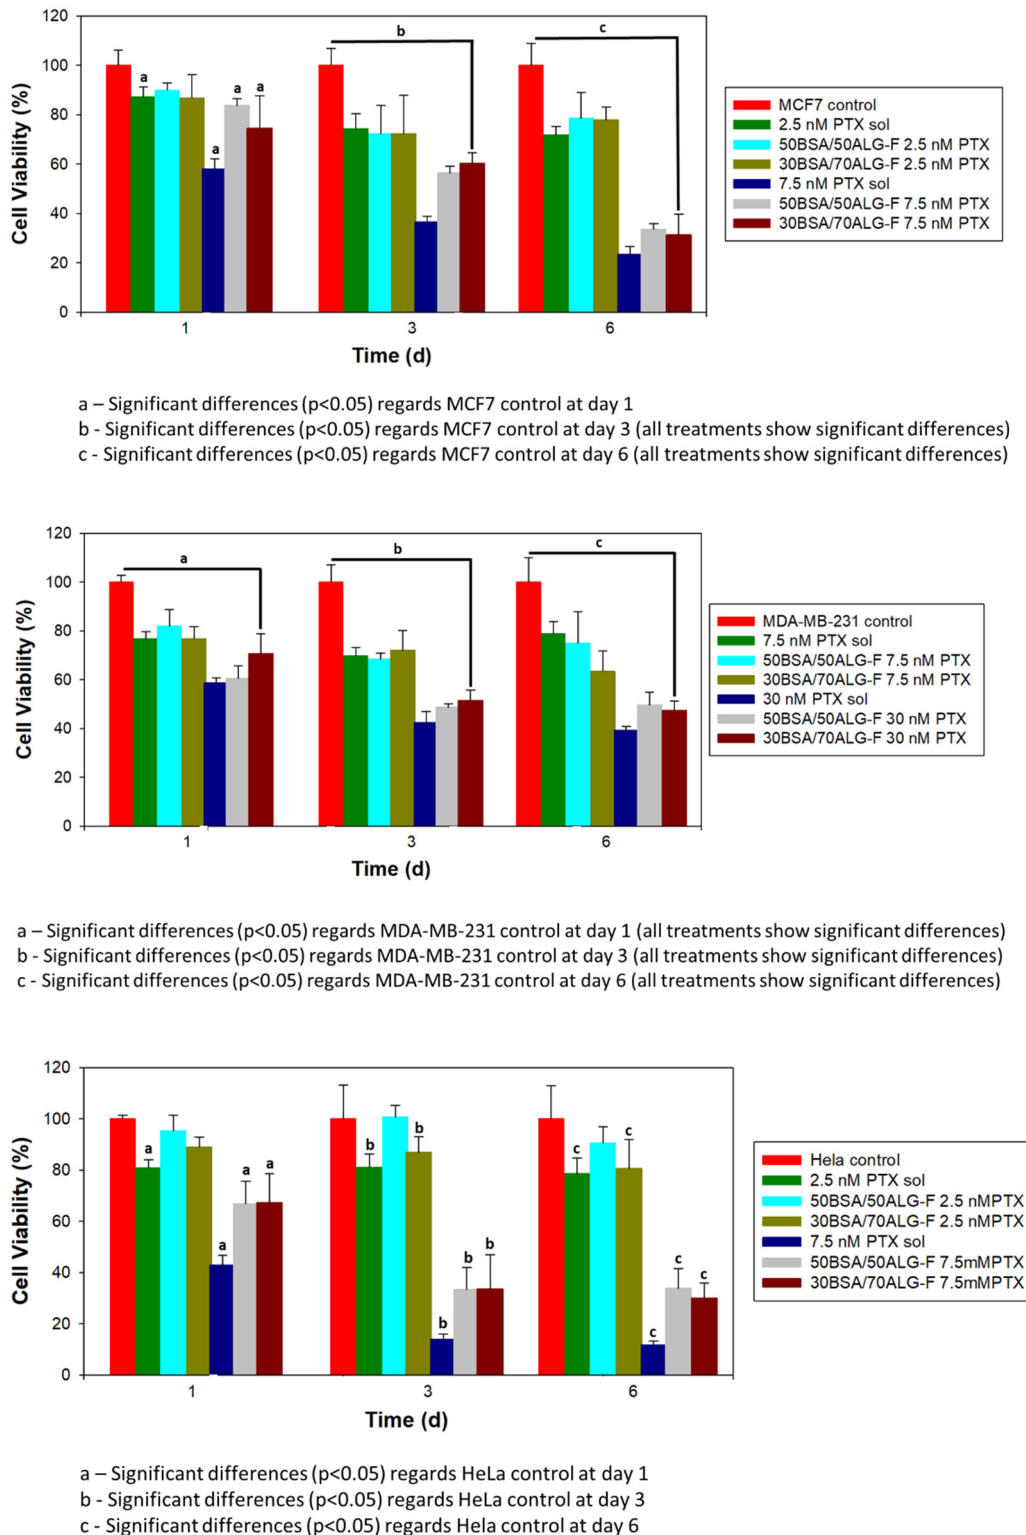 120
100
80
60
40
20
0
Cell Viability (%)
a
a
a
a
b
c
1
3
6
Time (d)
MCF7 control
2.5 nM PTX sol
50BSA/50ALG-F 2.5 nM PTX
30BSA/70ALG-F 2.5 nM PTX
7.5 nM PTX sol
50BSA/50ALG-F 7.5 nM PTX
30BSA/70ALG-F 7.5 nM PTX
a – Significant differences (p<0.05) regards MCF7 control at day 1
b - Significant differences (p<0.05) regards MCF7 control at day 3 (all treatments show significant differences)
c - Significant differences (p<0.05) regards MCF7 control at day 6 (all treatments show significant differences)
120
100
80
60
40
20
0
Cell Viability (%)
a
b
c
1
3
6
Time (d)
MDA-MB-231 control
7.5 nM PTX sol
50BSA/50ALG-F 7.5 nM PTX
30BSA/70ALG-F 7.5 nM PTX
30 nM PTX sol
50BSA/50ALG-F 30 nM PTX
30BSA/70ALG-F 30 nM PTX
a – Significant differences (p<0.05) regards MDA-MB-231 control at day 1 (all treatments show significant differences)
b - Significant differences (p<0.05) regards MDA-MB-231 control at day 3 (all treatments show significant differences)
c - Significant differences (p<0.05) regards MDA-MB-231 control at day 6 (all treatments show significant differences)
120
100
80
60
40
20
0
Cell Viability (%)
a
a
a
a
b
b
b
b
b
c
c
c
c
c
1
3
6
Time (d)
Hela control
2.5 nM PTX sol
50BSA/50ALG-F 2.5 nMPTX
30BSA/70ALG-F 2.5 nMPTX
7.5 nM PTX sol
50BSA/50ALG-F 7.5mMPTX
30BSA/70ALG-F 7.5mMPTX
a – Significant differences (p<0.05) regards HeLa control at day 1
b - Significant differences (p<0.05) regards HeLa control at day 3
c - Significant differences (p<0.05) regards Hela control at day 6